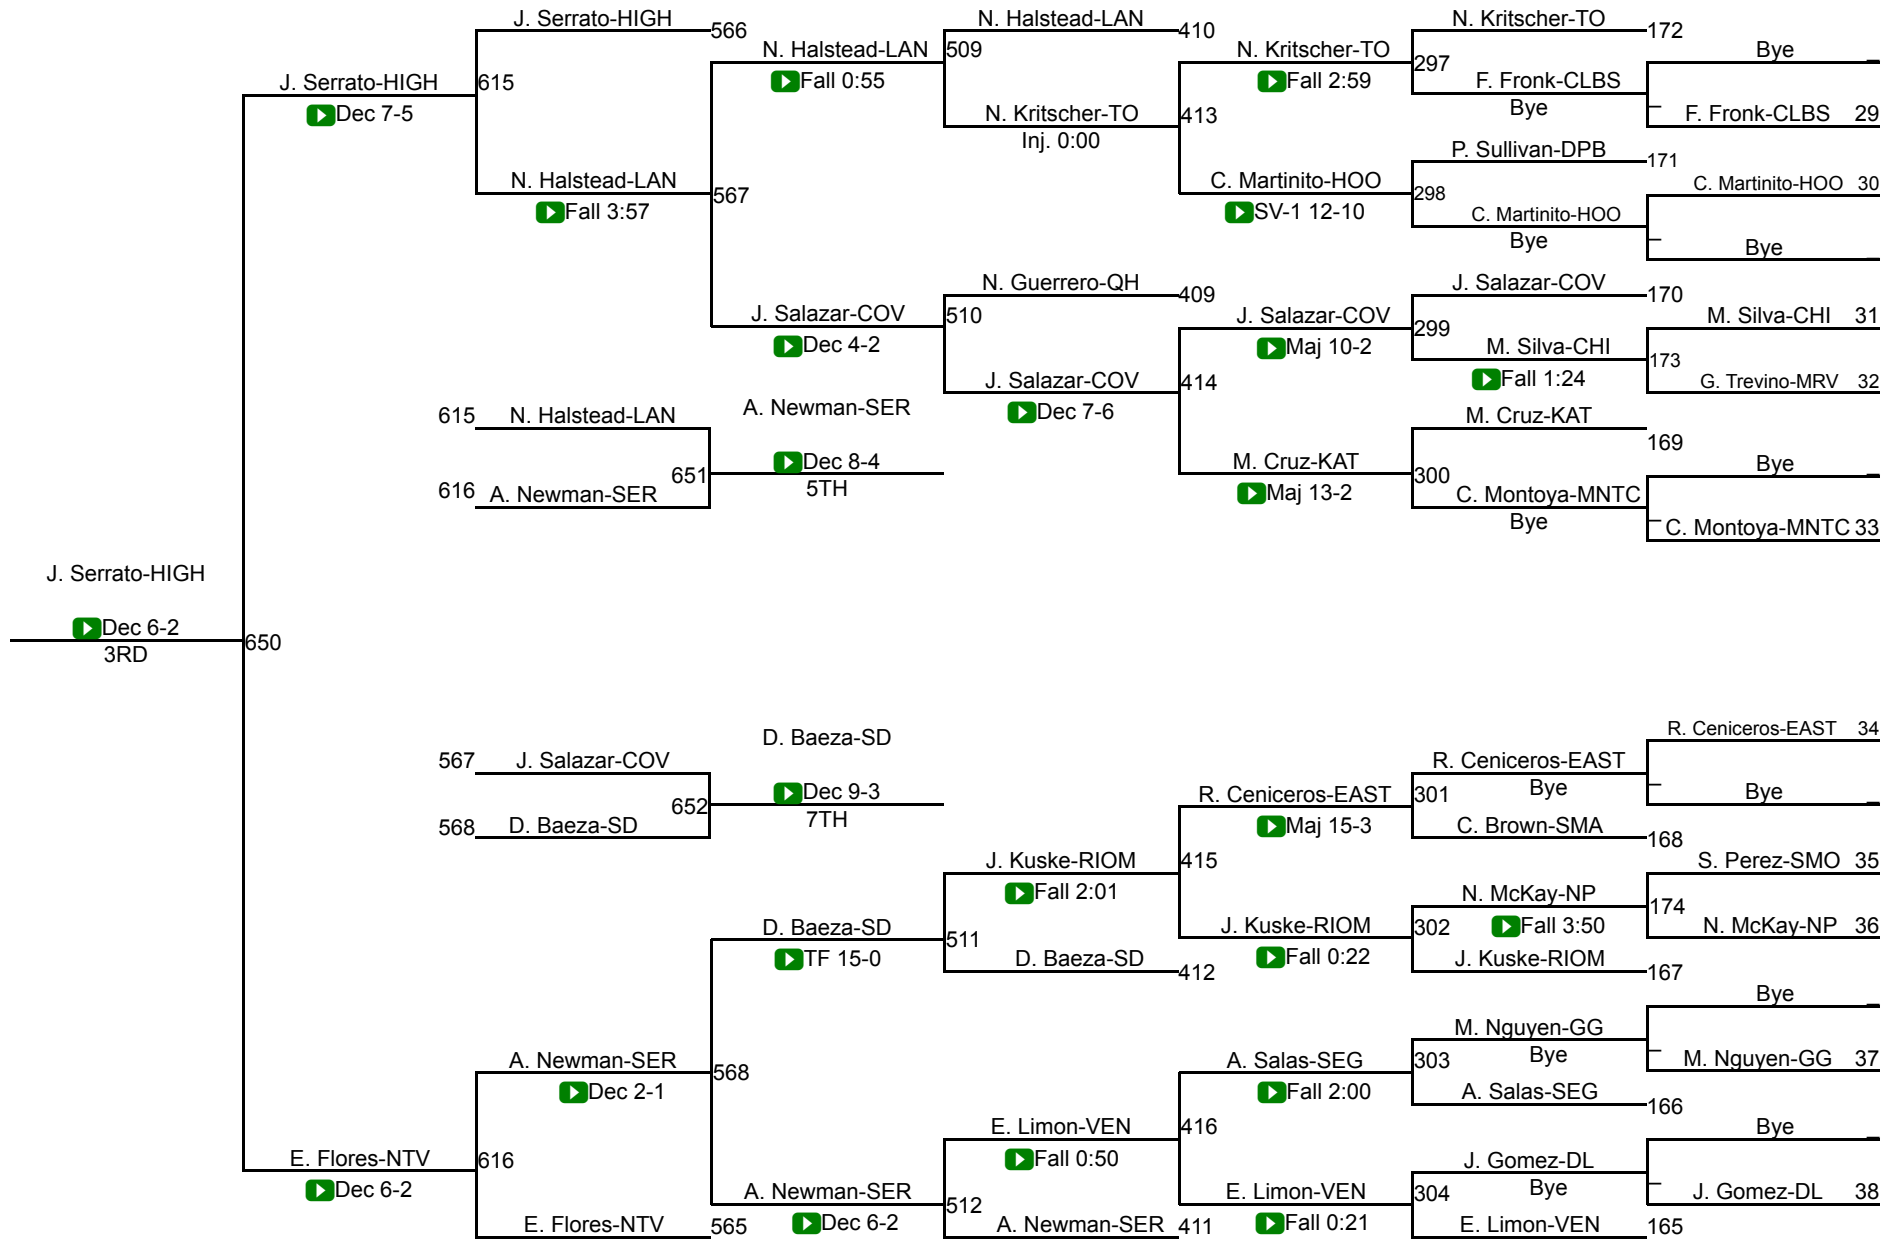 J. Serrato-HIGH
566
N. Halstead-LAN
410
N. Kritscher-TO
172
N. Halstead-LAN
509
N. Kritscher-TO
Bye
Fall 0:55
297
Fall 2:59
F. Fronk-CLBS
Bye
J. Serrato-HIGH
615
Dec 7-5
N. Kritscher-TO
413
Inj. 0:00
F. Fronk-CLBS 29
P. Sullivan-DPB
171
N. Halstead-LAN
567
Fall 3:57
C. Martinito-HOO
298
SV-1 12-10
C. Martinito-HOO
Bye
C. Martinito-HOO 30
Bye
N. Guerrero-QH
409
J. Salazar-COV
170
J. Salazar-COV
510
Dec 4-2
J. Salazar-COV
299
Maj 10-2
M. Silva-CHI
Fall 1:24
M. Silva-CHI 31
173
G. Trevino-MRV 32
J. Salazar-COV
414
Dec 7-6
615 N. Halstead-LAN
A. Newman-SER
651
Dec 8-4
5TH
616 A. Newman-SER
M. Cruz-KAT
169
M. Cruz-KAT
300
Maj 13-2
C. Montoya-MNTC
Bye
Bye
C. Montoya-MNTC 33
J. Serrato-HIGH
Dec 6-2
3RD
650
567 J. Salazar-COV
D. Baeza-SD
652
Dec 9-3
7TH
568 D. Baeza-SD
R. Ceniceros-EAST 34
R. Ceniceros-EAST
Bye
Bye
R. Ceniceros-EAST
301
Maj 15-3
C. Brown-SMA
168
J. Kuske-RIOM
415
Fall 2:01
S. Perez-SMO 35
N. McKay-NP
174
Fall 3:50
N. McKay-NP 36
D. Baeza-SD
511
TF 15-0
J. Kuske-RIOM
302
Fall 0:22
J. Kuske-RIOM
167
D. Baeza-SD
412
Bye
M. Nguyen-GG
Bye
M. Nguyen-GG 37
A. Newman-SER
568
Dec 2-1
A. Salas-SEG
303
Fall 2:00
A. Salas-SEG
166
E. Limon-VEN
416
Fall 0:50
Bye
E. Flores-NTV
616
Dec 6-2
J. Gomez-DL
Bye
J. Gomez-DL 38
A. Newman-SER
512
Dec 6-2
E. Limon-VEN
304
Fall 0:21
E. Flores-NTV
565
A. Newman-SER
411
E. Limon-VEN
165